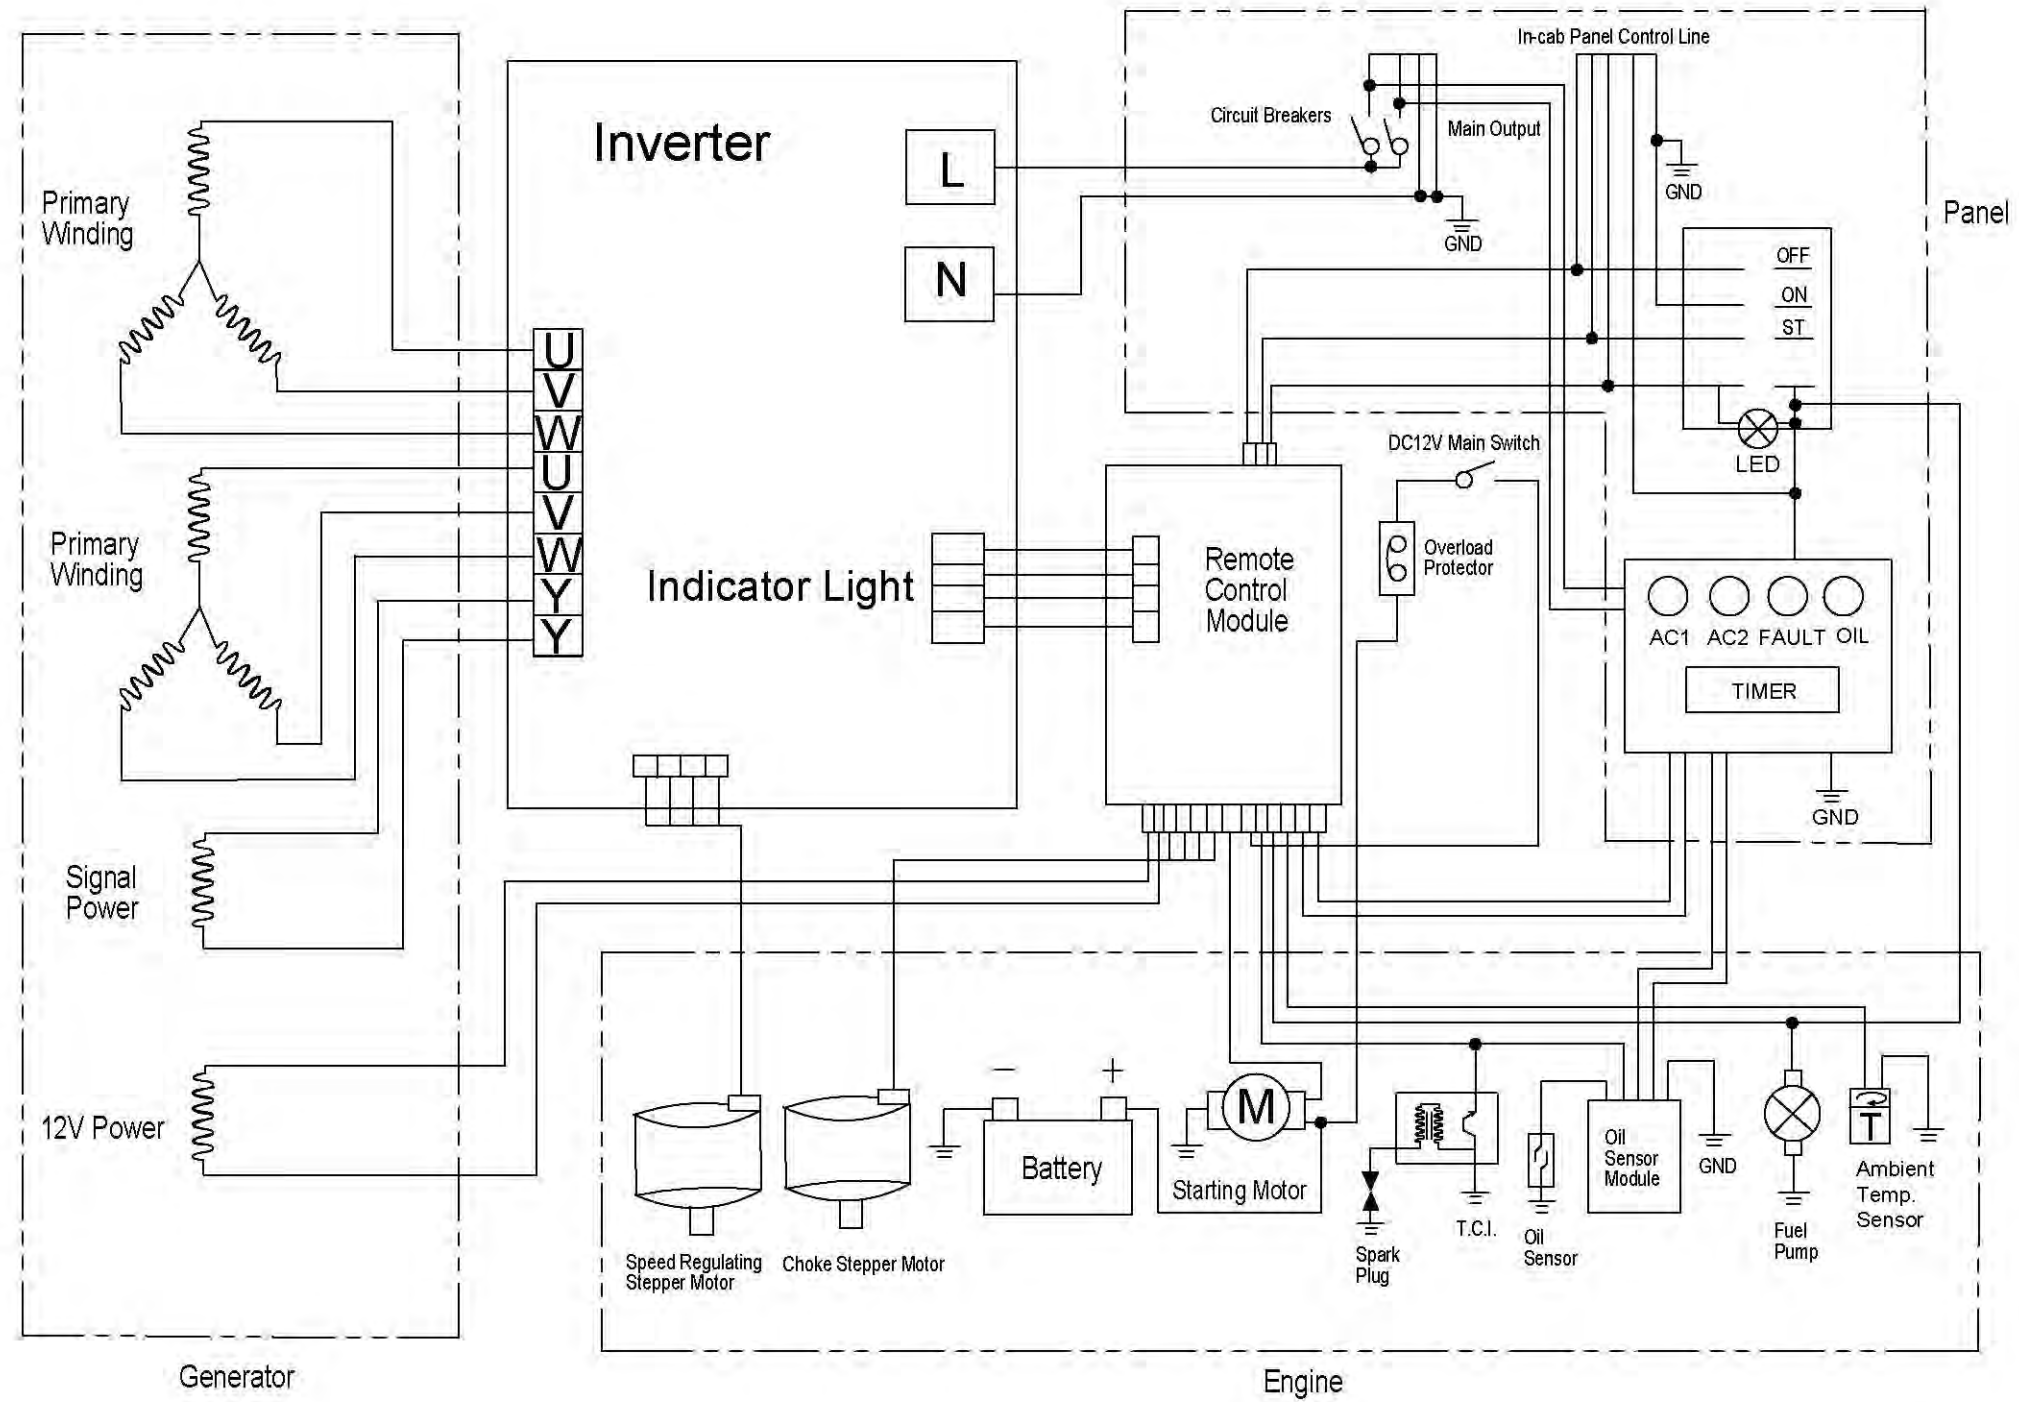 In-cab Panel Control Line
Circuit Breakers
Main Output
Inverter
L
GND
Primary
Winding
Panel
GND
N
OFF
ON
ST
U
V
W
U
V
W
Y
Y
DC12V Main Switch
LED
Primary
Winding
Indicator Light
Remote
Control
Module
Overload
Protector
AC1 AC2 FAULT OIL
TIMER
GND
Signal
Power
12V Power
− +
M
Battery
Starting Motor
T
Oil
Sensor
Module
GND
Ambient
Temp.
Sensor
T.C.I.
Spark
Plug
Oil
Sensor
Fuel
Pump
Speed Regulating
Stepper Motor
Choke Stepper Motor
Generator
Engine